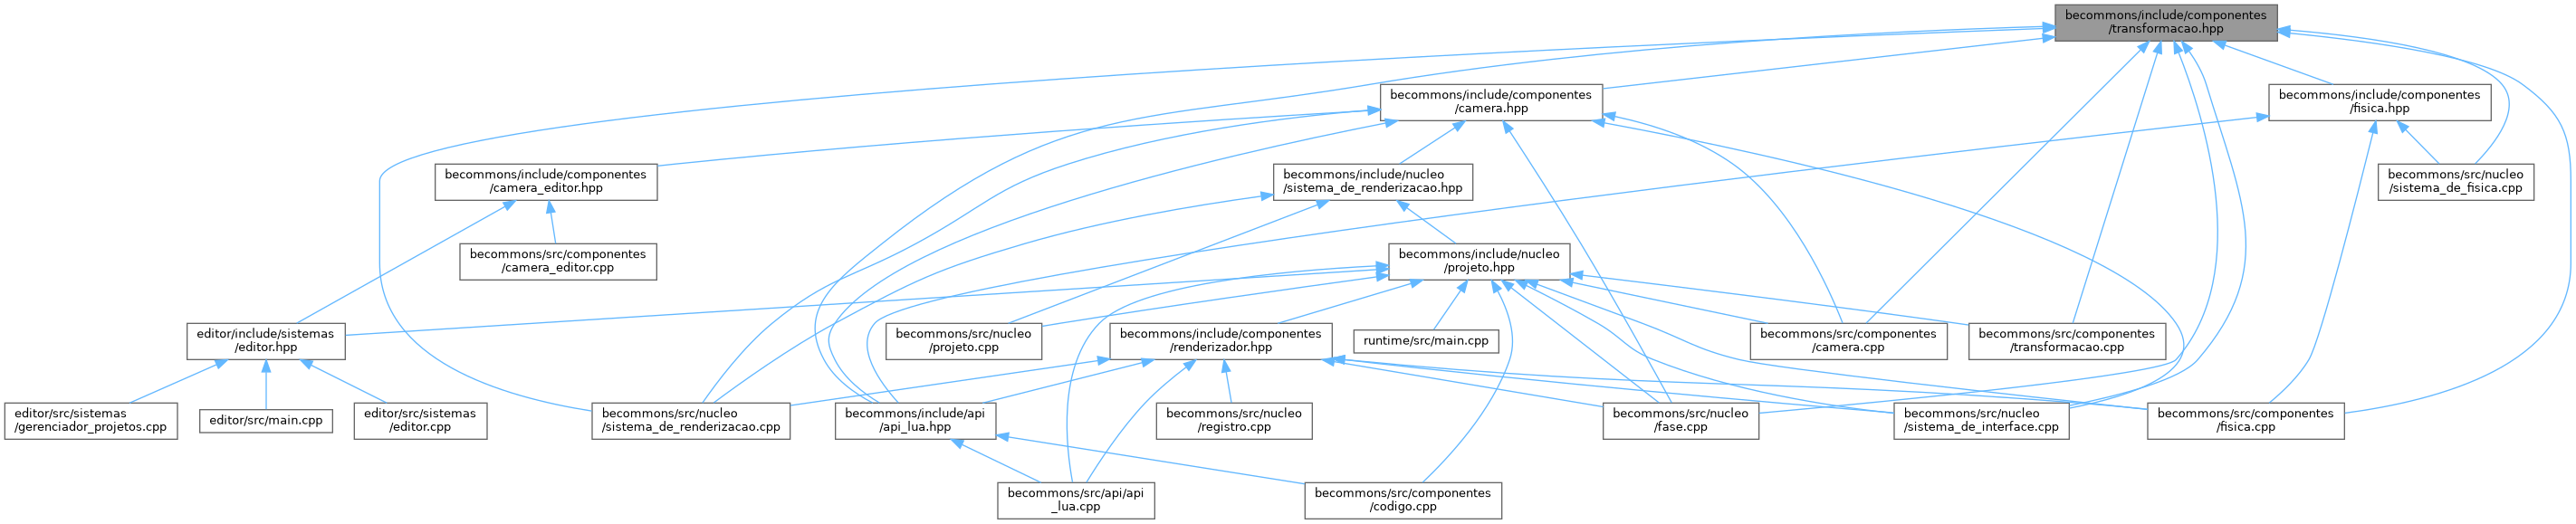 becommons/include/componentes
/transformacao.hpp
becommons/include/componentes
/camera.hpp
becommons/include/componentes
/fisica.hpp
becommons/include/componentes
/camera_editor.hpp
becommons/include/nucleo
/sistema_de_renderizacao.hpp
becommons/src/nucleo
/sistema_de_fisica.cpp
becommons/src/componentes
/camera_editor.cpp
becommons/include/nucleo
/projeto.hpp
editor/include/sistemas
/editor.hpp
becommons/src/nucleo
/projeto.cpp
becommons/include/componentes
/renderizador.hpp
runtime/src/main.cpp
becommons/src/componentes
/camera.cpp
becommons/src/componentes
/transformacao.cpp
editor/src/sistemas
/gerenciador_projetos.cpp
editor/src/main.cpp
editor/src/sistemas
/editor.cpp
becommons/src/nucleo
/sistema_de_renderizacao.cpp
becommons/include/api
/api_lua.hpp
becommons/src/nucleo
/registro.cpp
becommons/src/nucleo
/fase.cpp
becommons/src/nucleo
/sistema_de_interface.cpp
becommons/src/componentes
/fisica.cpp
becommons/src/api/api
_lua.cpp
becommons/src/componentes
/codigo.cpp